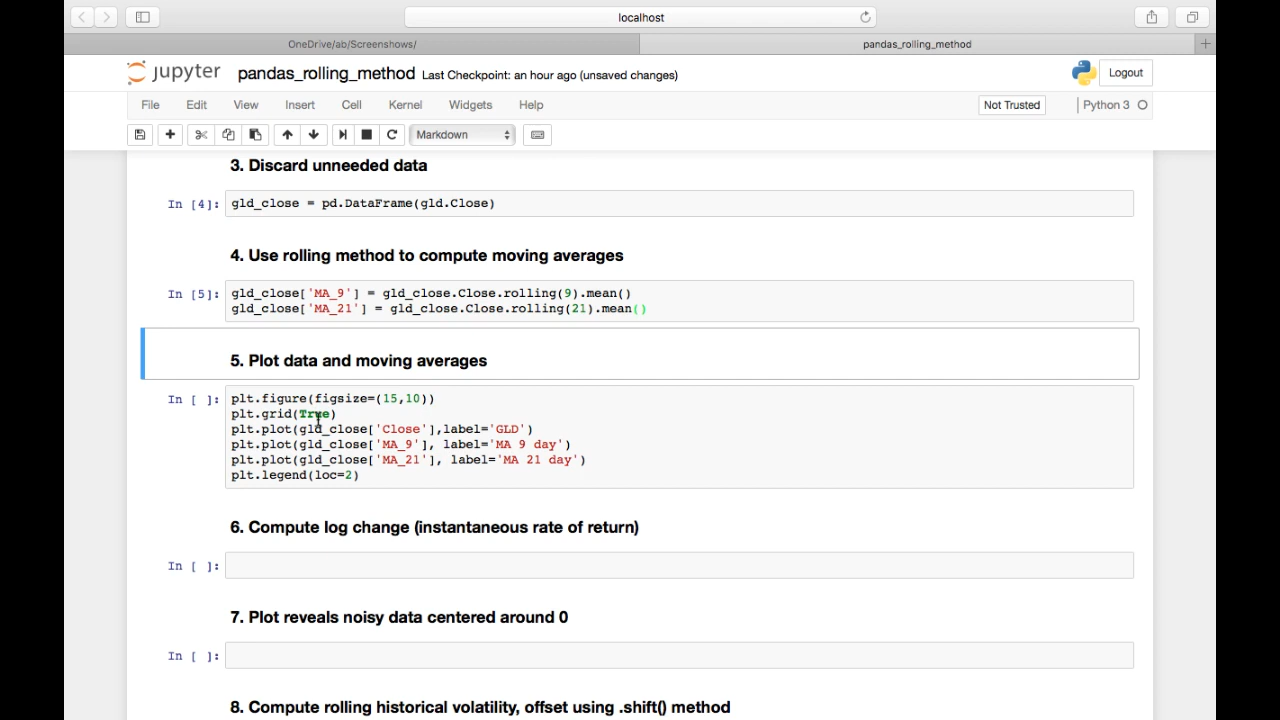 localhost
OneDrive/ab/Screenshows/
pandas_rolling_method
+
jupyter pandas_rolling_method Last Checkpoint: an hour ago (unsaved changes)
Logout
File Edit View Insert Cell Kernel Widgets Help
Not Trusted
Python 3
Markdown
3. Discard unneeded data
In [4]: gld_close = pd.DataFrame(gld.Close)
4. Use rolling method to compute moving averages
In [5]: gld_close['MA_9'] = gld_close.Close.rolling(9).mean()
gld_close['MA_21'] = gld_close.Close.rolling(21).mean()
5. Plot data and moving averages
In [ ]: plt.figure(figsize=(15,10))
plt.grid(True)
plt.plot(gld_close['Close'],label='GLD')
plt.plot(gld_close['MA_9'], label='MA 9 day')
plt.plot(gld_close['MA_21'], label='MA 21 day')
plt.legend(loc=2)
6. Compute log change (instantaneous rate of return)
In [ ]:
7. Plot reveals noisy data centered around 0
In [ ]:
8. Compute rolling historical volatility, offset using .shift() method